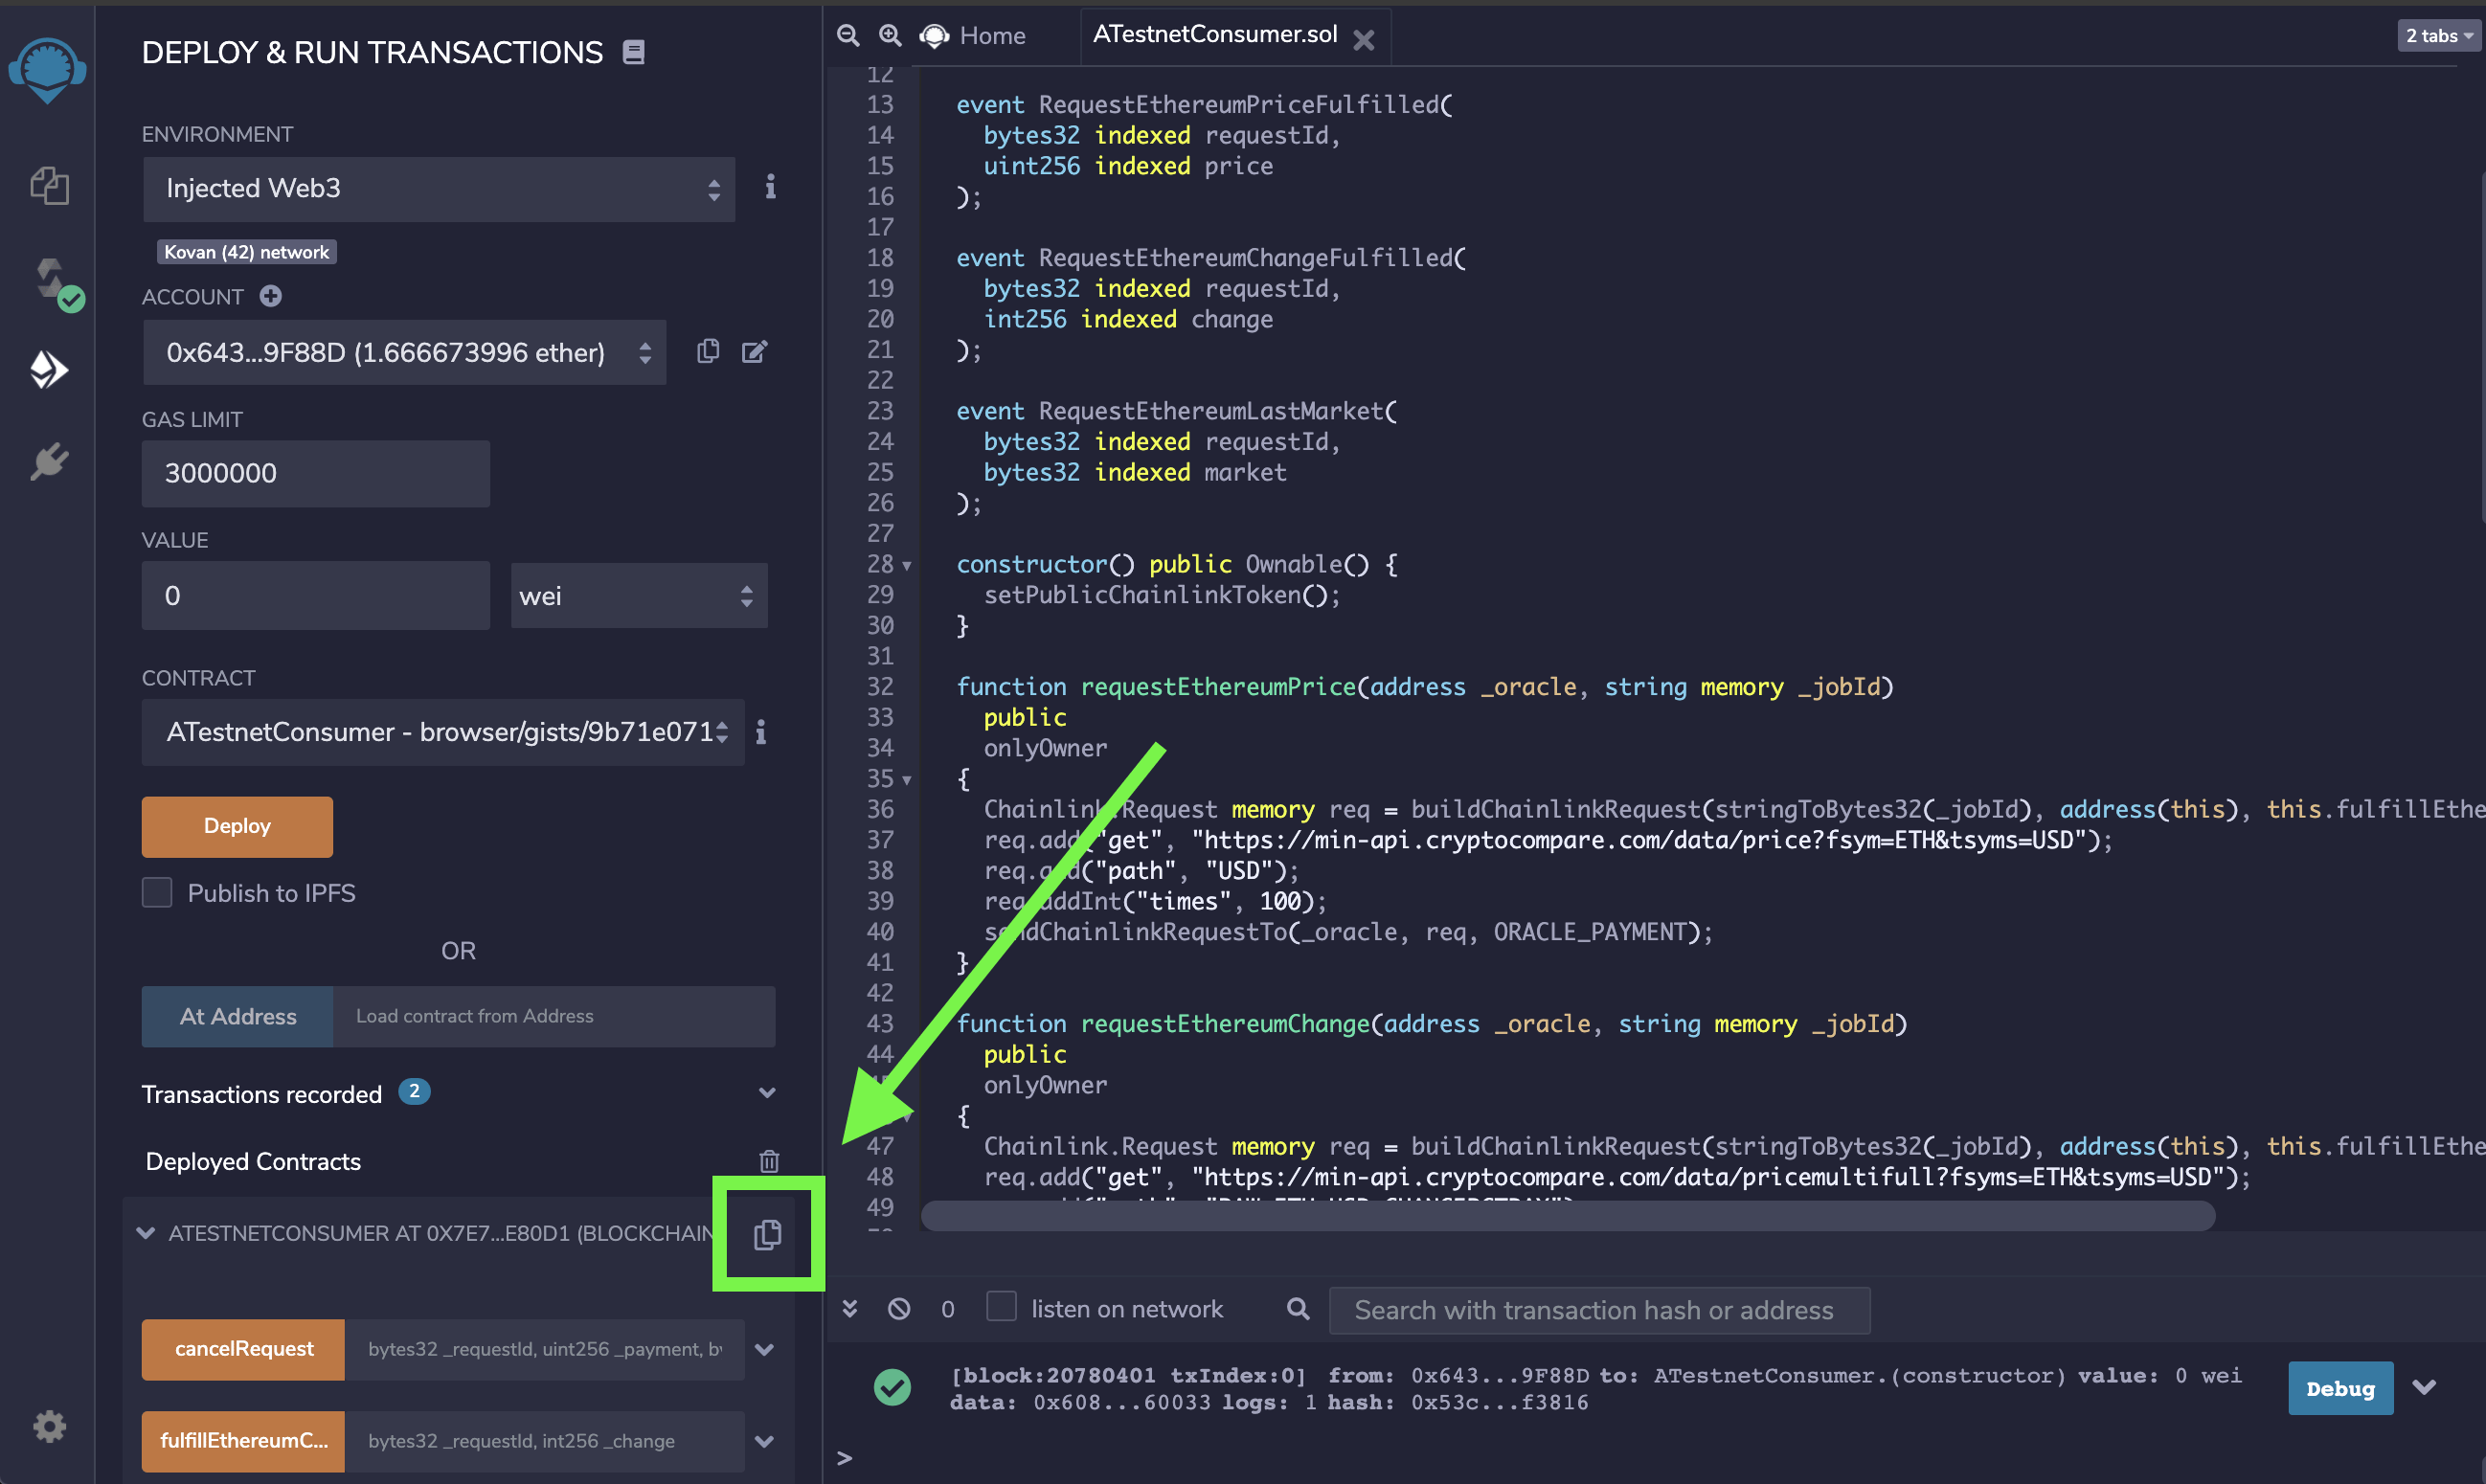 DEPLOY & RUN TRANSACTIONS
ENVIRONMENT
Injected Web3
Kovan (42) network
ACCOUNT
0x643...9F88D (1.666673996 ether)
GAS LIMIT
3000000
VALUE
0
wei
CONTRACT
ATestnetConsumer - browser/gists/9b71e071
Deploy
Publish to IPFS
OR
At Address
Load contract from Address
Transactions recorded 2
Deployed Contracts
ATESTNETCONSUMER AT 0X7E7...E80D1 (BLOCKCHAIN
cancelRequest
bytes32 _requestId, uint256 _payment, by
fulfillEthereumC...
bytes32 _requestId, int256 _change
Home
ATestnetConsumer.sol
2 tabs
12
13 event RequestEthereumPriceFulfilled(
14 bytes32 indexed requestId,
15 uint256 indexed price
16 );
17
18 event RequestEthereumChangeFulfilled(
19 bytes32 indexed requestId,
20 int256 indexed change
21 );
22
23 event RequestEthereumLastMarket(
24 bytes32 indexed requestId,
25 bytes32 indexed market
26 );
27
28 constructor() public Ownable() {
29 setPublicChainlinkToken();
30 }
31
32 function requestEthereumPrice(address _oracle, string memory _jobId)
33 public
34 onlyOwner
35 {
36 Chainlink.Request memory req = buildChainlinkRequest(stringToBytes32(_jobId), address(this), this.fulfillEthe
37 req.add("get", "https://min-api.cryptocompare.com/data/price?fsym=ETH&tsyms=USD");
38 req.add("path", "USD");
39 req.addInt("times", 100);
40 sendChainlinkRequestTo(_oracle, req, ORACLE_PAYMENT);
41 }
42
43 function requestEthereumChange(address _oracle, string memory _jobId)
44 public
onlyOwner
{
47 Chainlink.Request memory req = buildChainlinkRequest(stringToBytes32(_jobId), address(this), this.fulfillEthe
48 req.add("get", "https://min-api.cryptocompare.com/data/pricemultifull?fsyms=ETH&tsyms=USD");
49
0
listen on network
Search with transaction hash or address
[block:20780401 txIndex:0] from: 0x643...9F88D to: ATestnetConsumer.(constructor) value: 0 wei
data: 0x608...60033 logs: 1 hash: 0x53c...f3816
Debug
>